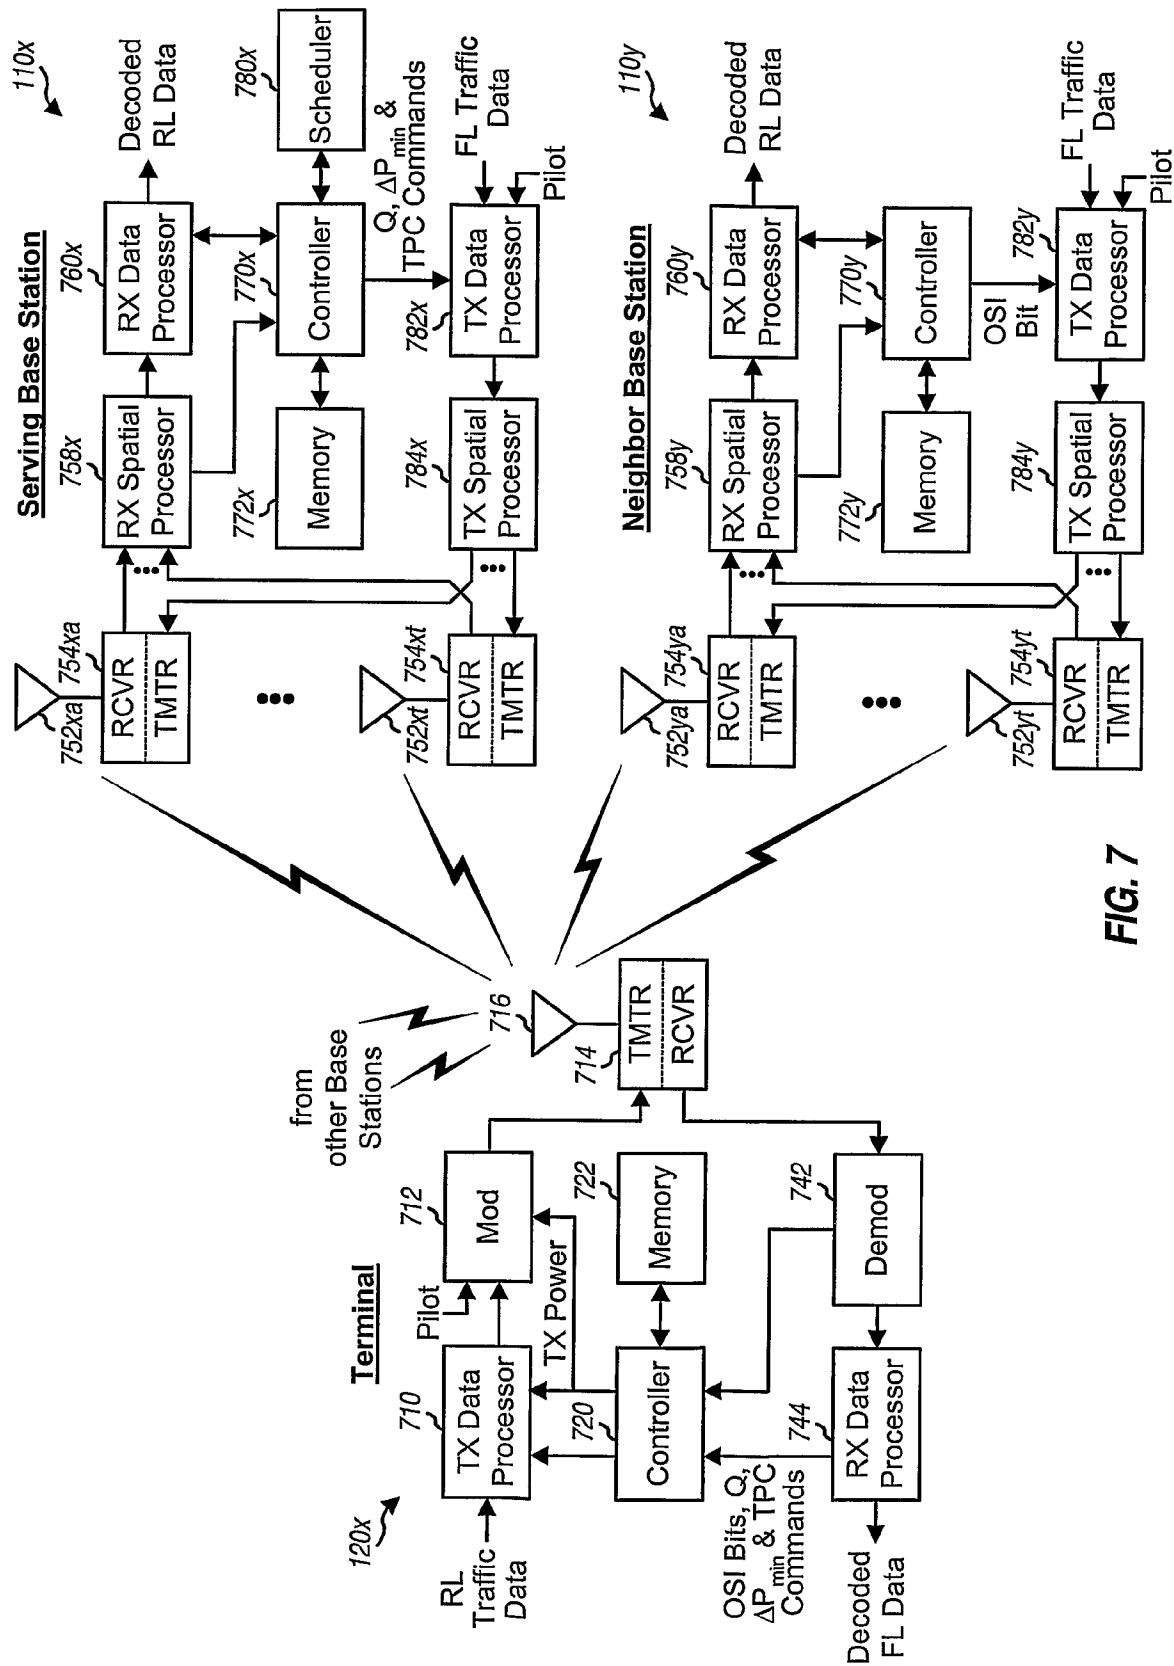 120x
Terminal
RL
Traffic
Data
710
TX Data
Processor
Pilot
712
Mod
TX Power
720
Controller
722
Memory
OSI Bits, Q,
ΔPmin & TPC
Commands
744
RX Data
Processor
742
Demod
Decoded
FL Data
714
TMTR
RCVR
716
from
other Base
Stations
Serving Base Station
110x
752xa
754xa
RCVR
TMTR
752xt
754xt
RCVR
TMTR
758x
RX Spatial
Processor
760x
RX Data
Processor
Decoded
RL Data
772x
Memory
770x
Controller
780x
Scheduler
Q, ΔPmin &
TPC Commands
784x
TX Spatial
Processor
782x
TX Data
Processor
FL Traffic
Data
Pilot
Neighbor Base Station
110y
752ya
754ya
RCVR
TMTR
752yt
754yt
RCVR
TMTR
758y
RX Spatial
Processor
760y
RX Data
Processor
Decoded
RL Data
772y
Memory
770y
Controller
OSI
Bit
784y
TX Spatial
Processor
782y
TX Data
Processor
FL Traffic
Data
Pilot
FIG. 7